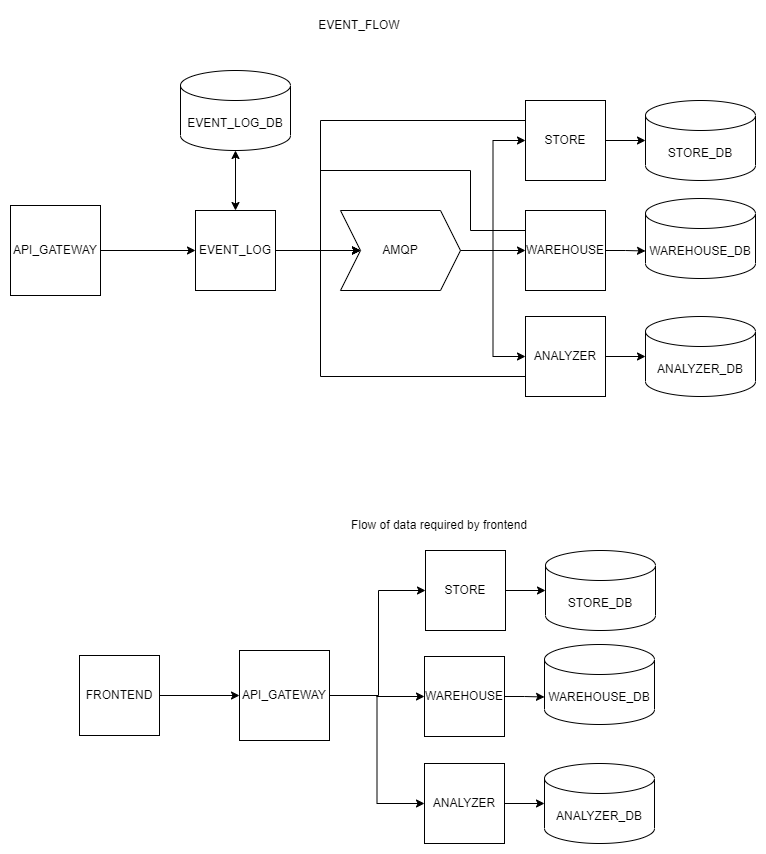 EVENT_FLOW
EVENT_LOG_DB
STORE
STORE_DB
API_GATEWAY
EVENT_LOG
AMQP
WAREHOUSE
WAREHOUSE_DB
ANALYZER
ANALYZER_DB
Flow of data required by frontend
STORE
STORE_DB
FRONTEND
API_GATEWAY
WAREHOUSE
WAREHOUSE_DB
ANALYZER
ANALYZER_DB